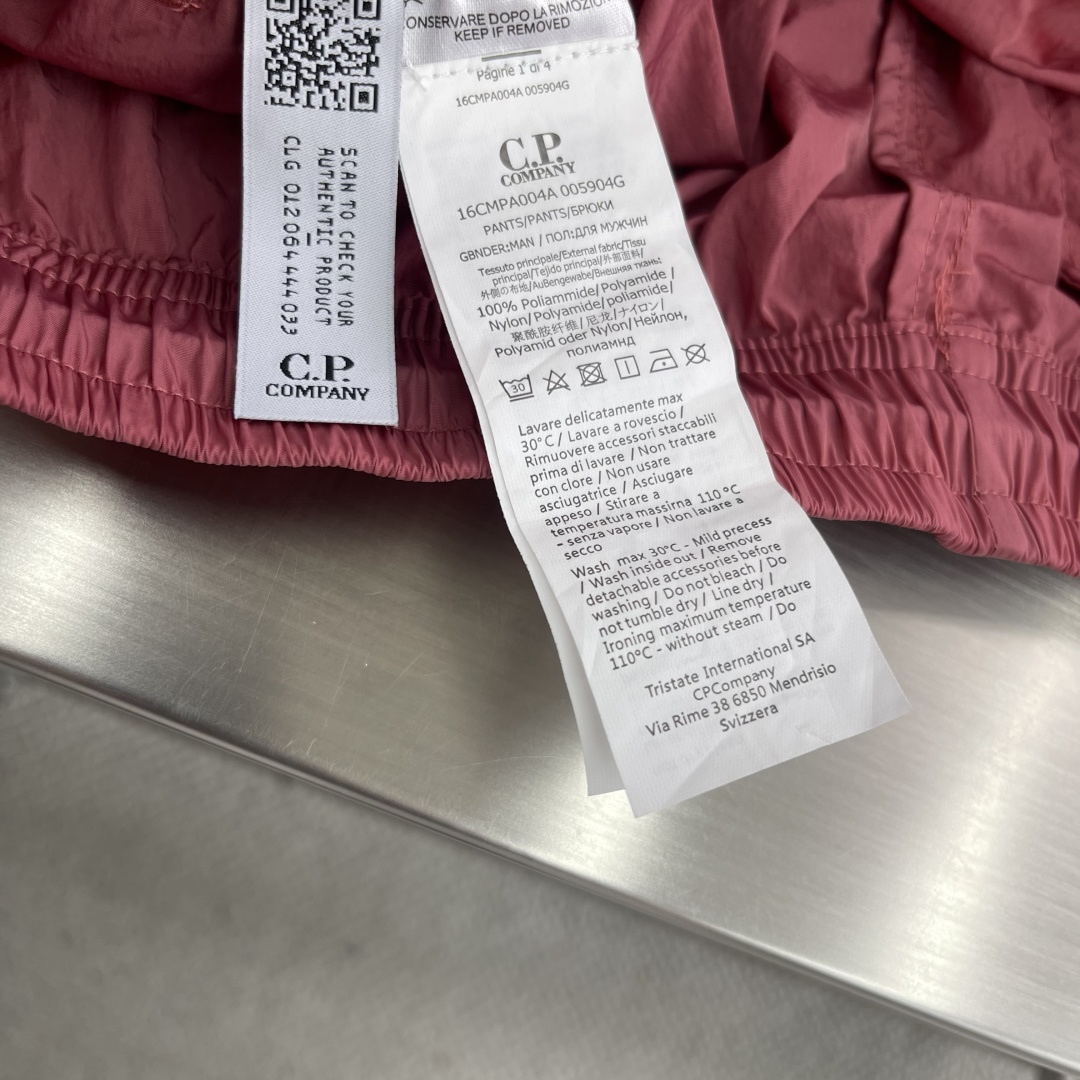 SCAN TO CHECK YOUR
AUTHENTIC PRODUCT
CLG 012064444033
C.P.
COMPANY
CONSERVARE DOPO LA RIMOZION
KEEP IF REMOVED
Pagine 1 di 4
16CMPA004A 005904G
C.P.
COMPANY
16CMPA004A 005904G
PANTS/PANTS/БРЮКИ
GBNDER:MAN / ПОЛ:ДЛЯ МУЖЧИН
Tessuto principale/External fabric/Tissu
principal/Tejido principal/外部面料/
外側の布地/AuBengewabe/Внешняя ткань:
100% Poliammide/Polyamide /
Nylon/Polyamide/poliamide/
聚酰胺纤维/尼龙/ナイロン/
Polyamid oder Nylon/Нейлон,
полиамнд
30
Lavare delicatamente max
30°C / Lavare a rovescio /
Rimuovere accessori staccabili
prima di lavare / Non trattare
con clore / Non usare
asciugatrice / Asciugare
appeso / Stirare a
temperatura massirna 110 °C
- senza vapore / Non lavare a
secco
Wash max 30°C - Mild precess
/ Wash inside out / Remove
detachable accessories before
washing / Do not bleach / Do
not tumble dry / Line dry /
Ironing maximum temperature
110°C - without steam / Do
Tristate International SA
CPCompany
Via Rime 38 6850 Mendrisio
Svizzera